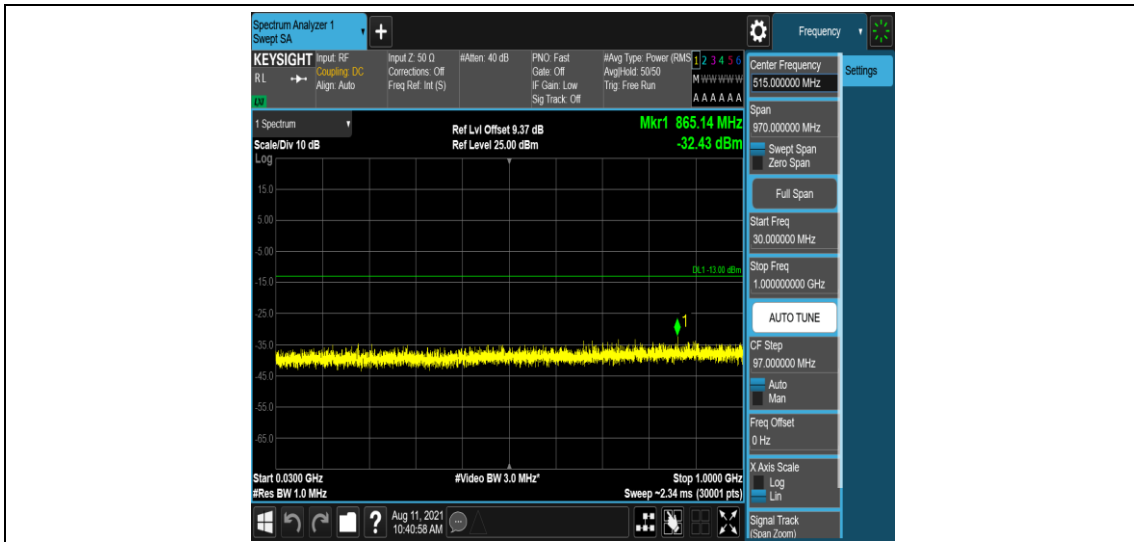 Spectrum Analyzer 1
Swept SA
+
Frequency
KEYSIGHT
RL
LM
Input: RF
Coupling: DC
Align: Auto
Input Z: 50 Ω
Corrections: Off
Freq Ref: Int (S)
#Atten: 40 dB
PNO: Fast
Gate: Off
IF Gain: Low
Sig Track: Off
#Avg Type: Power (RMS
Avg|Hold: 50/50
Trig: Free Run
1 2 3 4 5 6
M W W W W W
A A A A A A
1 Spectrum
Scale/Div 10 dB
Ref Lvl Offset 9.37 dB
Ref Level 25.00 dBm
Mkr1 865.14 MHz
-32.43 dBm
Log
15.0
5.00
-5.00
-15.0
-25.0
-35.0
-45.0
-55.0
-65.0
DL1 -13.00 dBm
1
Start 0.0300 GHz
#Res BW 1.0 MHz
#Video BW 3.0 MHz*
Stop 1.0000 GHz
Sweep ~2.34 ms (30001 pts)
?
Aug 11, 2021
10:40:58 AM
Center Frequency
515.000000 MHz
Settings
Span
970.000000 MHz
Swept Span
Zero Span
Full Span
Start Freq
30.000000 MHz
Stop Freq
1.000000000 GHz
AUTO TUNE
CF Step
97.000000 MHz
Auto
Man
Freq Offset
0 Hz
X Axis Scale
Log
Lin
Signal Track
(Span Zoom)